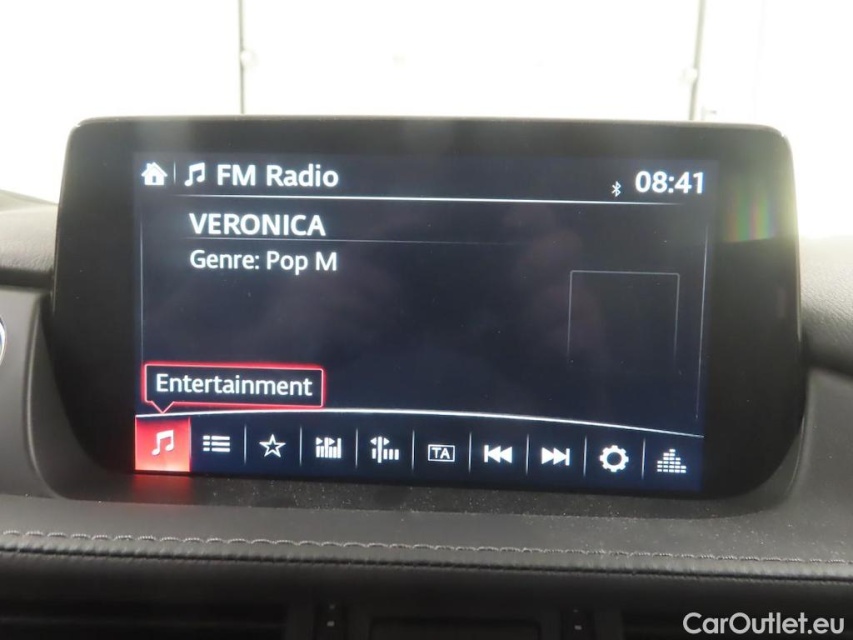 FM Radio
08:41
VERONICA
Genre: Pop M
Entertainment
TA
CarOutlet.eu